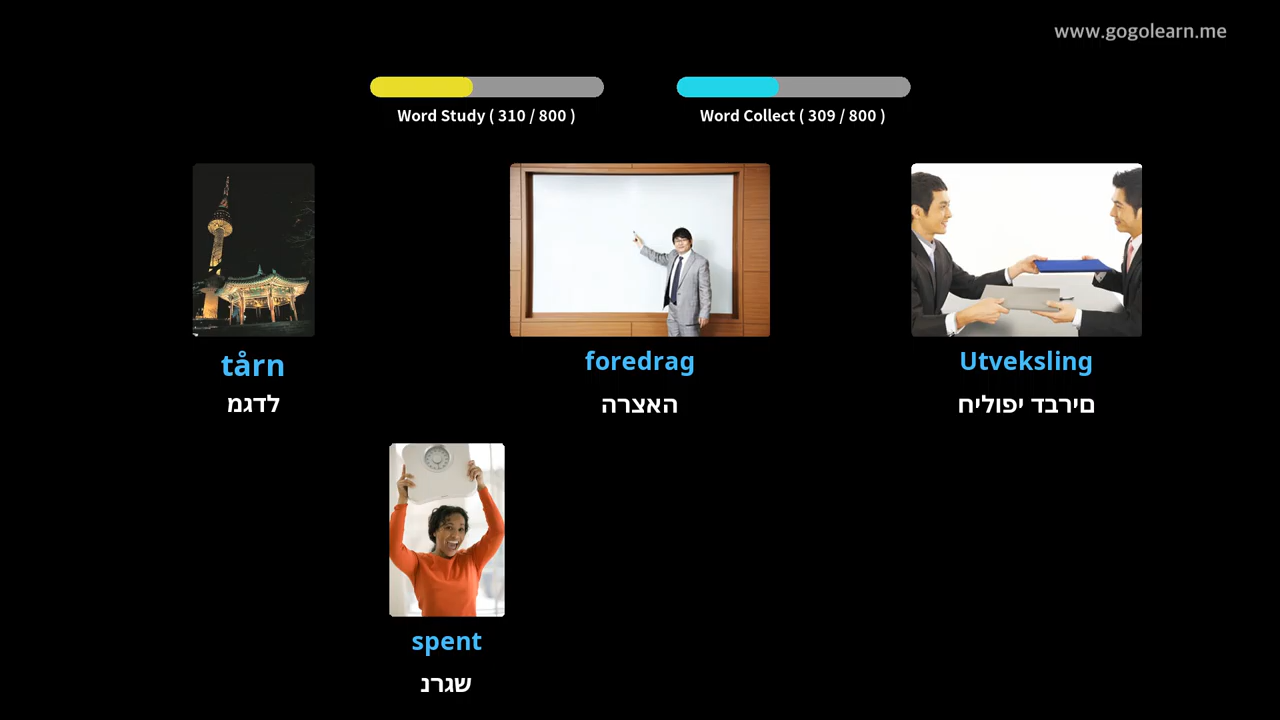 www.gogolearn.me
Word Study ( 310 / 800 )
Word Collect ( 309 / 800 )
tårn
לדגמ
foredrag
האצרה
Utveksling
םירבד יפוליח
spent
שגרנ